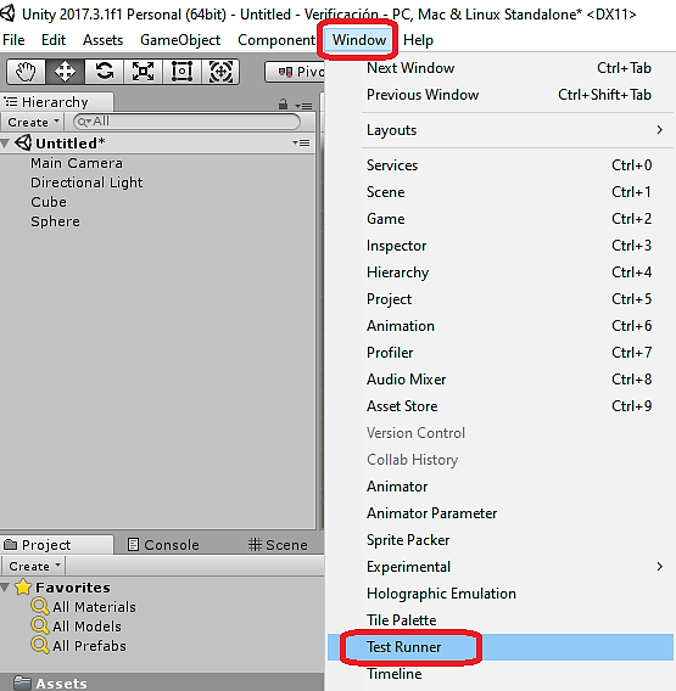 Unity 2017.3.1f1 Personal (64bit) - Untitled - Verificación - PC, Mac & Linux Standalone* <DX11>
File Edit Assets GameObject Component Window Help
Pivo
Hierarchy
Create All
Untitled*
Main Camera
Directional Light
Cube
Sphere
Next Window Ctrl+Tab
Previous Window Ctrl+Shift+Tab
Layouts
Services Ctrl+0
Scene Ctrl+1
Game Ctrl+2
Inspector Ctrl+3
Hierarchy Ctrl+4
Project Ctrl+5
Animation Ctrl+6
Profiler Ctrl+7
Audio Mixer Ctrl+8
Asset Store Ctrl+9
Version Control
Collab History
Animator
Animator Parameter
Sprite Packer
Experimental
Holographic Emulation
Tile Palette
Test Runner
Timeline
Project Console Scene
Create
Favorites
All Materials
All Models
All Prefabs
Assets